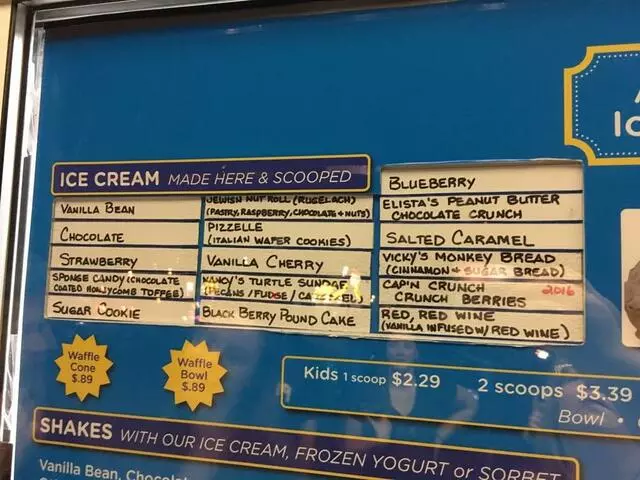 ICE CREAM MADE HERE & SCOOPED
VANILLA BEAN
CHOCOLATE
STRAWBERRY
SPONGE CANDY (CHOCOLATE
COATED HONEYCOMB TOFFEE)
SUGAR COOKIE
JEWISH NUT ROLL (RUGELACH)
(PASTRY, RASPBERRY, CHOCOLATE + NUTS)
PIZZELLE
(ITALIAN WAFER COOKIES)
VANILLA CHERRY
NANCY'S TURTLE SUNDAE
(PECANS / FUDGE / CARAMEL)
BLACK BERRY POUND CAKE
BLUEBERRY
ELISTA'S PEANUT BUTTER
CHOCOLATE CRUNCH
SALTED CARAMEL
VICKY'S MONKEY BREAD
(CINNAMON + SUGAR BREAD)
CAP'N CRUNCH 2016
CRUNCH BERRIES
RED, RED WINE
(VANILLA INFUSED W/ RED WINE)
Waffle
Cone
$.89
Waffle
Bowl
$.89
Kids 1 scoop $2.29 2 scoops $3.39
Bowl •
SHAKES WITH OUR ICE CREAM, FROZEN YOGURT or SORBET
Vanilla Bean,